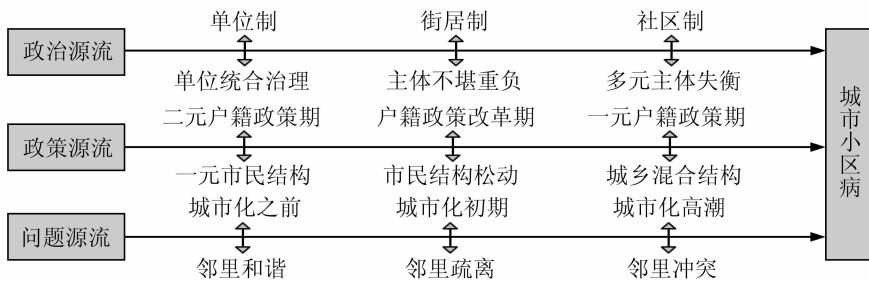 单位制 街居制 社区制
政治源流
单位统合治理 主体不堪重负 多元主体失衡
二元户籍政策期 户籍政策改革期 一元户籍政策期
政策源流
一元市民结构 市民结构松动 城乡混合结构
城市化之前 城市化初期 城市化高潮
问题源流
邻里和谐 邻里疏离 邻里冲突
城市小区病